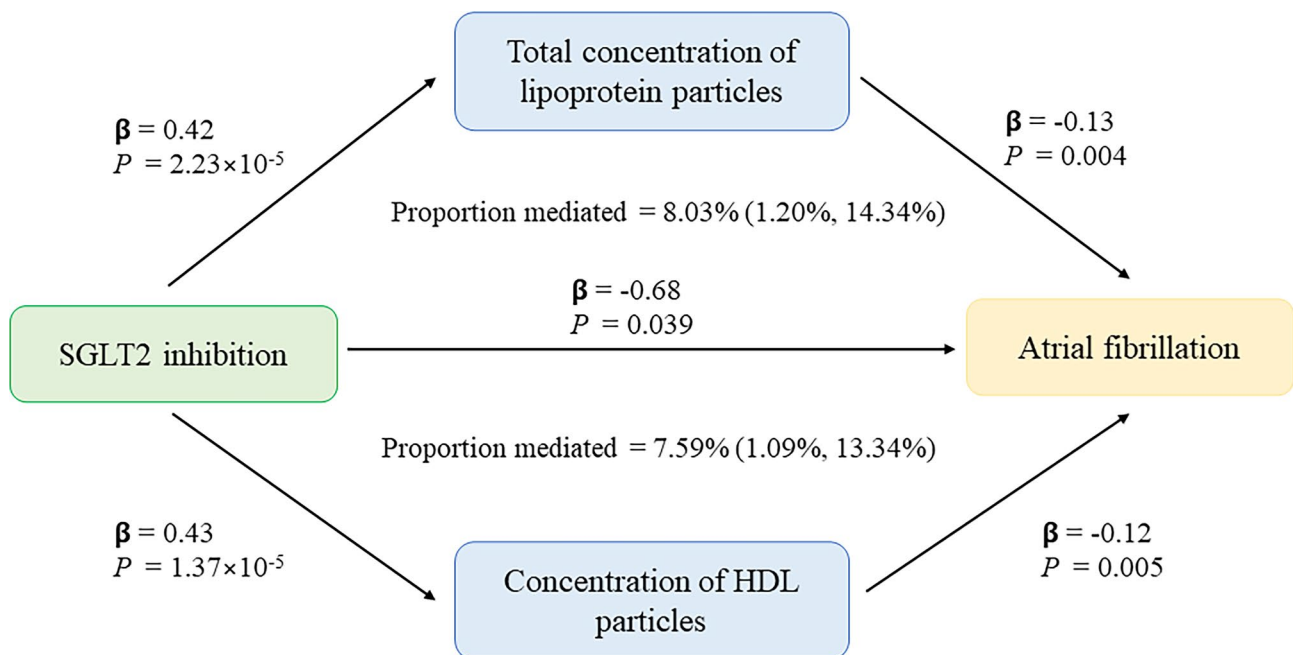 Total concentration of
lipoprotein particles
β = 0.42
P = 2.23×10⁻⁵
β = -0.13
P = 0.004
Proportion mediated = 8.03% (1.20%, 14.34%)
β = -0.68
P = 0.039
SGLT2 inhibition
Atrial fibrillation
Proportion mediated = 7.59% (1.09%, 13.34%)
β = 0.43
P = 1.37×10⁻⁵
β = -0.12
P = 0.005
Concentration of HDL
particles